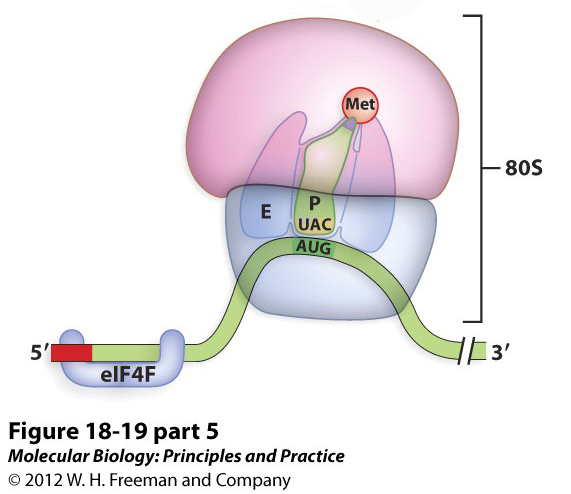 Met
80S
E
P
UAC
AUG
5′
3′
eIF4F
Figure 18-19 part 5
Molecular Biology: Principles and Practice
© 2012 W. H. Freeman and Company